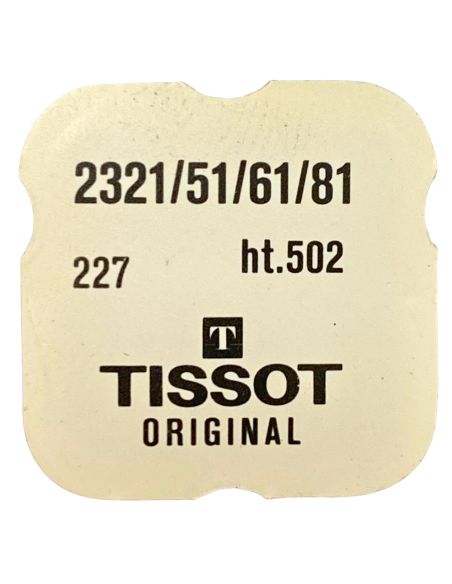 2321/51/61/81
227 ht.502
T
TISSOT
ORIGINAL